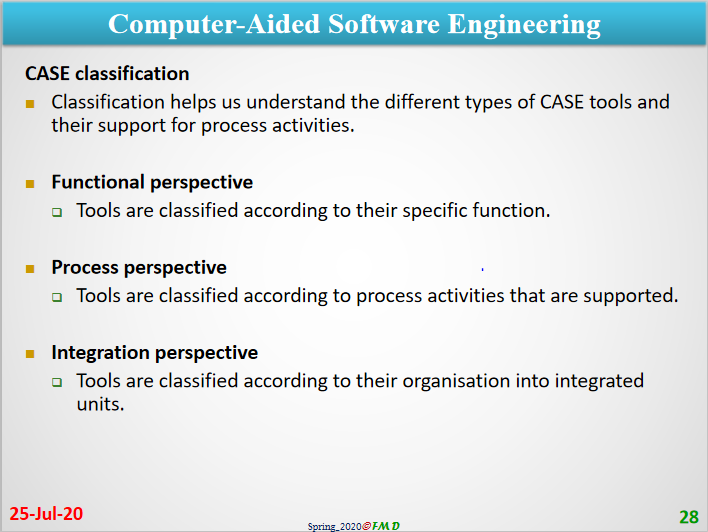 Computer-Aided Software Engineering
CASE classification
Classification helps us understand the different types of CASE tools and
their support for process activities.
Functional perspective
Tools are classified according to their specific function.
Process perspective
Tools are classified according to process activities that are supported.
Integration perspective
Tools are classified according to their organisation into integrated
units.
25-Jul-20
Spring_2020@FMD
28